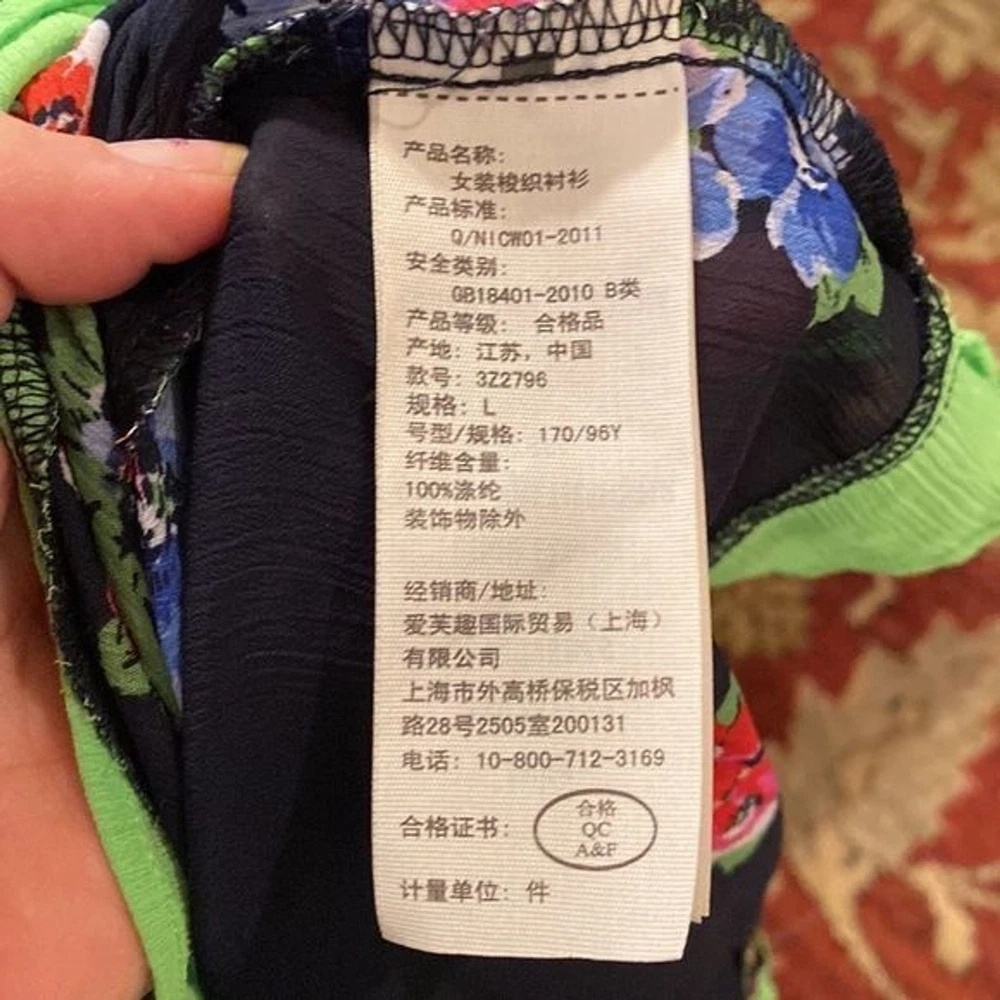 产品名称:
女装梭织衬衫
产品标准:
Q/NICW01-2011
安全类别:
GB18401-2010 B类
产品等级: 合格品
产地: 江苏, 中国
款号: 3Z2796
规格: L
号型/规格: 170/96Y
纤维含量:
100%涤纶
装饰物除外
经销商/地址:
爱芙趣国际贸易（上海）
有限公司
上海市外高桥保税区加枫
路28号2505室200131
电话: 10-800-712-3169
合格证书:
合格
QC
A&F
计量单位: 件